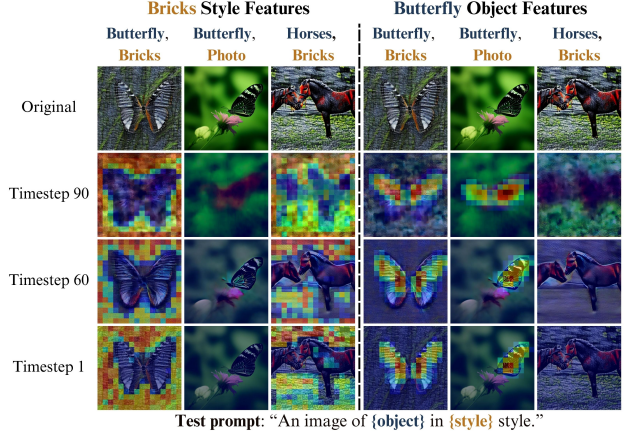 Bricks Style Features
Butterfly Object Features
Butterfly, Bricks
Butterfly, Photo
Horses, Bricks
Butterfly, Bricks
Butterfly, Photo
Horses, Bricks
Original
Timestep 90
Timestep 60
Timestep 1
Test prompt: “An image of {object} in {style} style.”